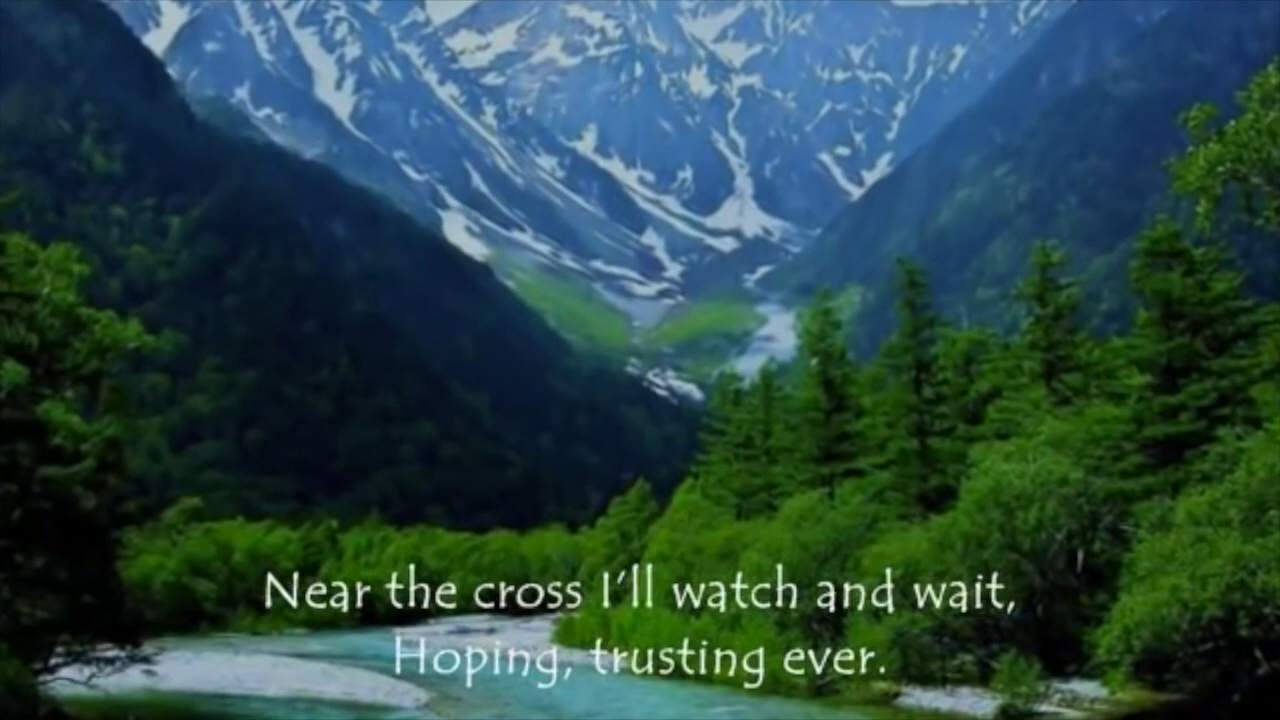 Near the cross I'll watch and wait,
Hoping, trusting ever.